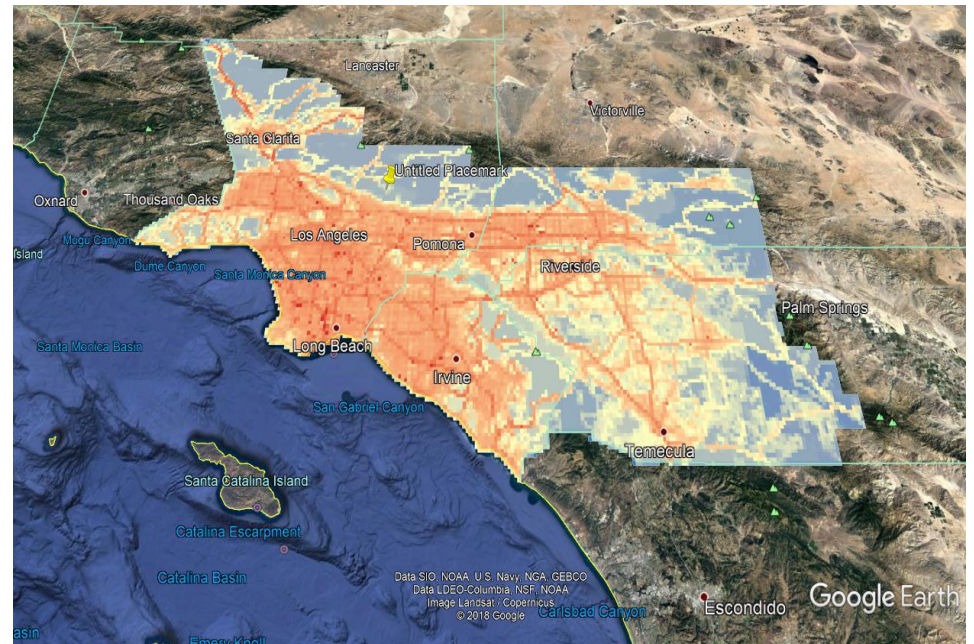 Lancaster
Victorville
Santa Clarita
Untitled Placemark
Oxnard
Thousand Oaks
Los Angeles
Pomona
Mugu Canyon
Island
Dume Canyon
Santa Monica Canyon
Riverside
Palm Springs
Santa Monica Basin
Long Beach
Irvine
San Gabriel Canyon
Temecula
Santa Catalina Island
Catalina Escarpment
Catalina Basin
Data SIO, NOAA, U.S. Navy, NGA, GEBCO
Data LDEO-Columbia, NSF, NOAA
Image Landsat / Copernicus
© 2018 Google
Carlsbad Canyon
Escondido
Google Earth
asin
Emery Knoll